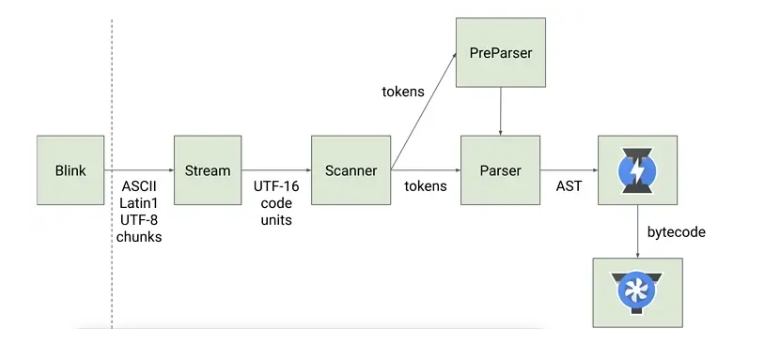 PreParser
tokens
Blink
Stream
Scanner
Parser
ASCII
Latin1
UTF-8
chunks
UTF-16
code
units
tokens
AST
bytecode